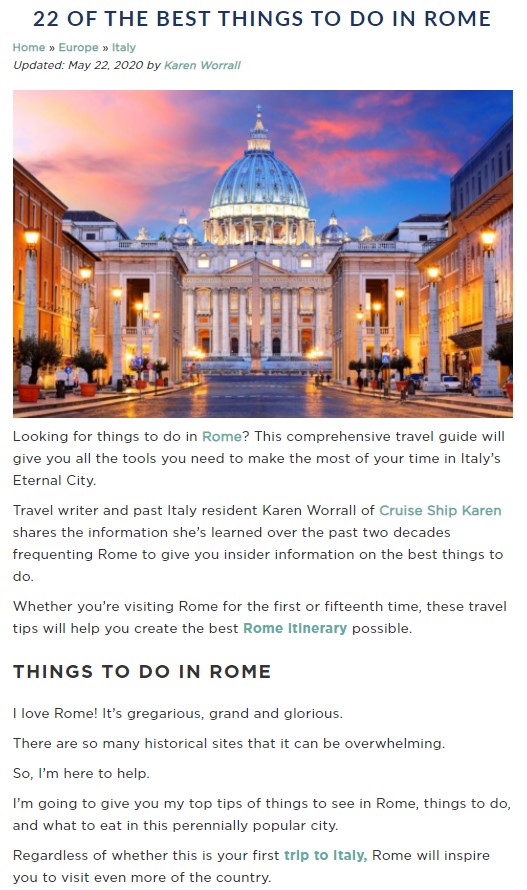 22 OF THE BEST THINGS TO DO IN ROME
Home » Europe » Italy
Updated: May 22, 2020 by Karen Worrall
Looking for things to do in Rome? This comprehensive travel guide will
give you all the tools you need to make the most of your time in Italy's
Eternal City.
Travel writer and past Italy resident Karen Worrall of Cruise Ship Karen
shares the information she's learned over the past two decades
frequenting Rome to give you insider information on the best things to
do.
Whether you're visiting Rome for the first or fifteenth time, these travel
tips will help you create the best Rome itinerary possible.
THINGS TO DO IN ROME
I love Rome! It's gregarious, grand and glorious.
There are so many historical sites that it can be overwhelming.
So, I'm here to help.
I'm going to give you my top tips of things to see in Rome, things to do,
and what to eat in this perennially popular city.
Regardless of whether this is your first trip to Italy, Rome will inspire
you to visit even more of the country.